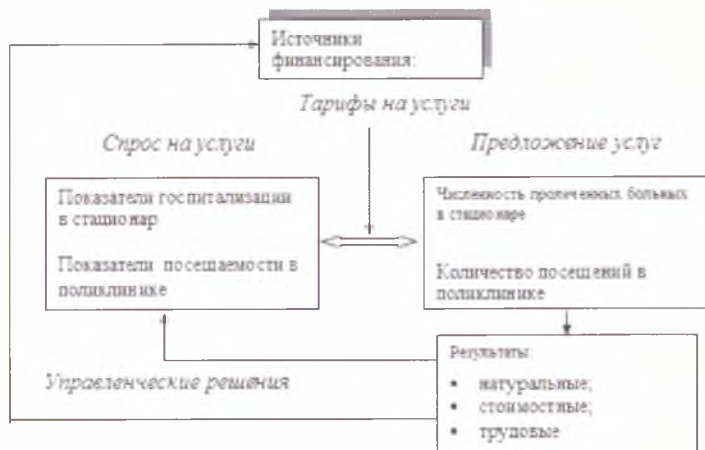 Источники
финансирования:
Тарифы на услуги
Спрос на услуги
Предложение услуг
Показатели госпитализации
в стационар
Показатели посещаемости в
поликлинике
Численность пролеченных больных
в стационаре
Количество посещений в
поликлинике
Результаты:
• натуральные;
• стоимостные;
• трудовые
Управленческие решения